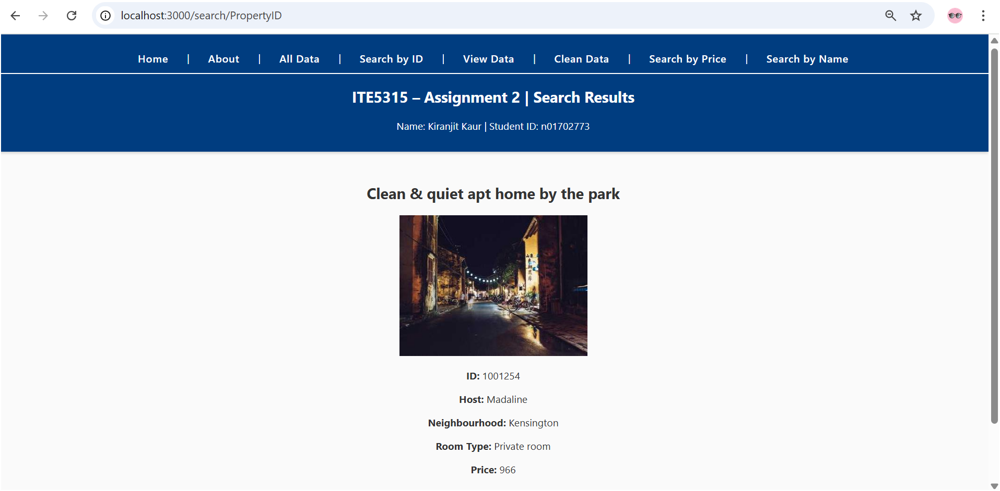 localhost:3000/search/PropertyID
Home | About | All Data | Search by ID | View Data | Clean Data | Search by Price | Search by Name
ITE5315 – Assignment 2 | Search Results
Name: Kiranjit Kaur | Student ID: n01702773
Clean & quiet apt home by the park
ID: 1001254
Host: Madaline
Neighbourhood: Kensington
Room Type: Private room
Price: 966